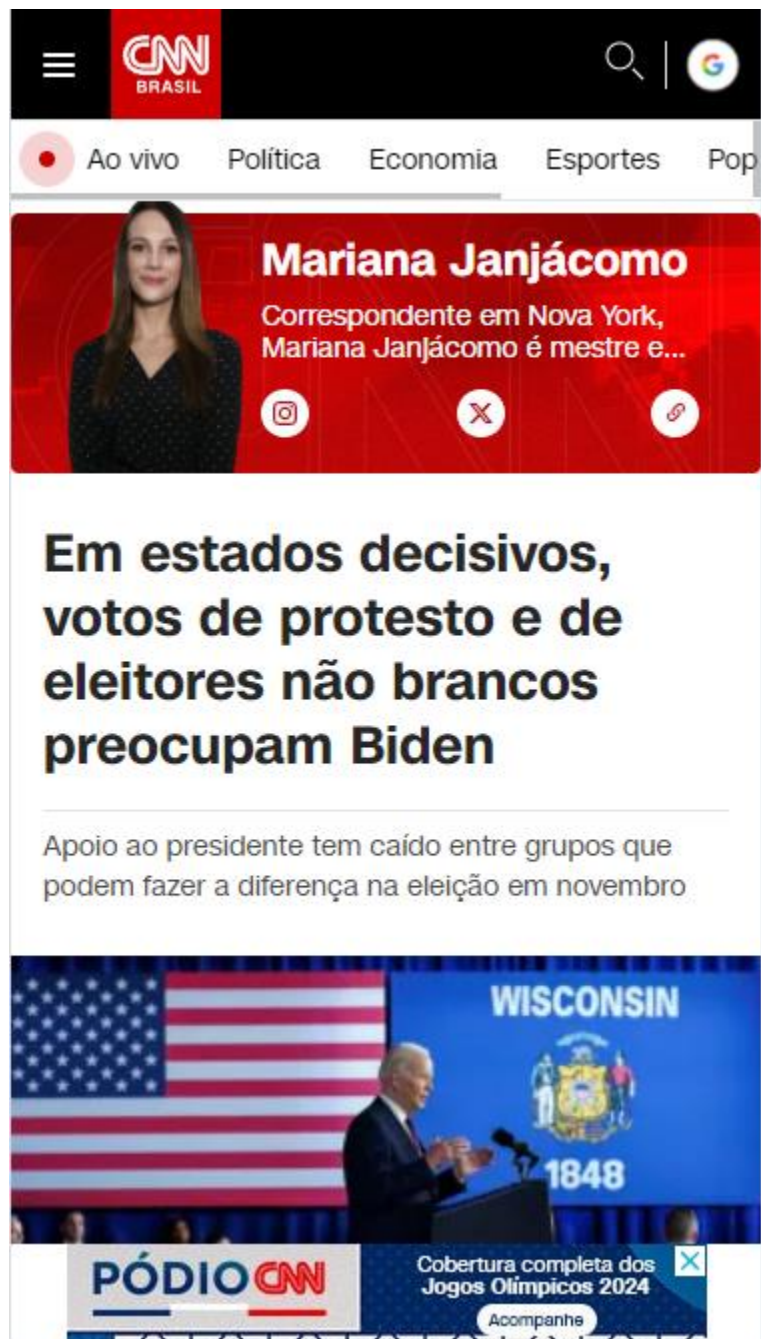 CNN
BRASIL
G
Ao vivo Política Economia Esportes Pop
Mariana Janjácomo
Correspondente em Nova York,
Mariana Janjácomo é mestre e...
Em estados decisivos,
votos de protesto e de
eleitores não brancos
preocupam Biden
Apoio ao presidente tem caído entre grupos que
podem fazer a diferença na eleição em novembro
WISCONSIN
1848
PÓDIO CNN
Cobertura completa dos
Jogos Olímpicos 2024
Acompanhe